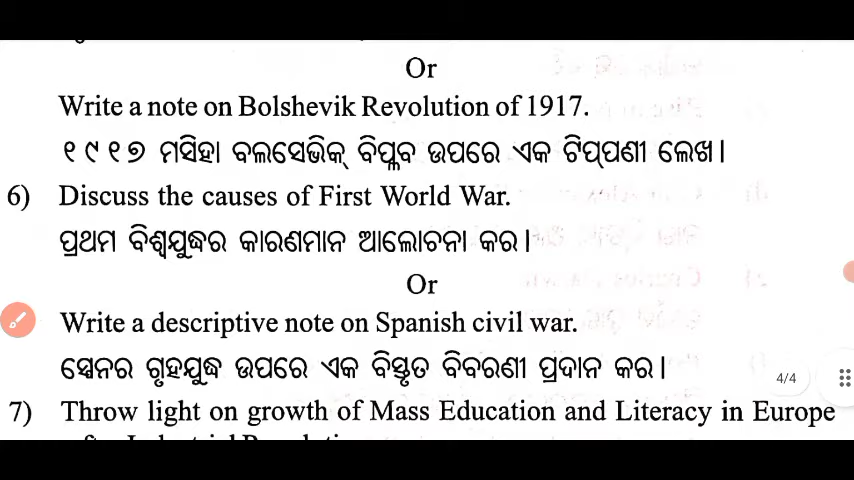 Or
Write a note on Bolshevik Revolution of 1917.
୧୯୧୭ ମସିହା ବଲସେଭିକ୍ ବିପ୍ଳବ ଉପରେ ଏକ ଟିପ୍ପଣୀ ଲେଖ।
6) Discuss the causes of First World War.
ପ୍ରଥମ ବିଶ୍ୱଯୁଦ୍ଧର କାରଣମାନ ଆଲୋଚନା କର।
Or
Write a descriptive note on Spanish civil war.
ସ୍ପେନର ଗୃହଯୁଦ୍ଧ ଉପରେ ଏକ ବିସ୍ତୃତ ବିବରଣୀ ପ୍ରଦାନ କର।
4/4
7) Throw light on growth of Mass Education and Literacy in Europe